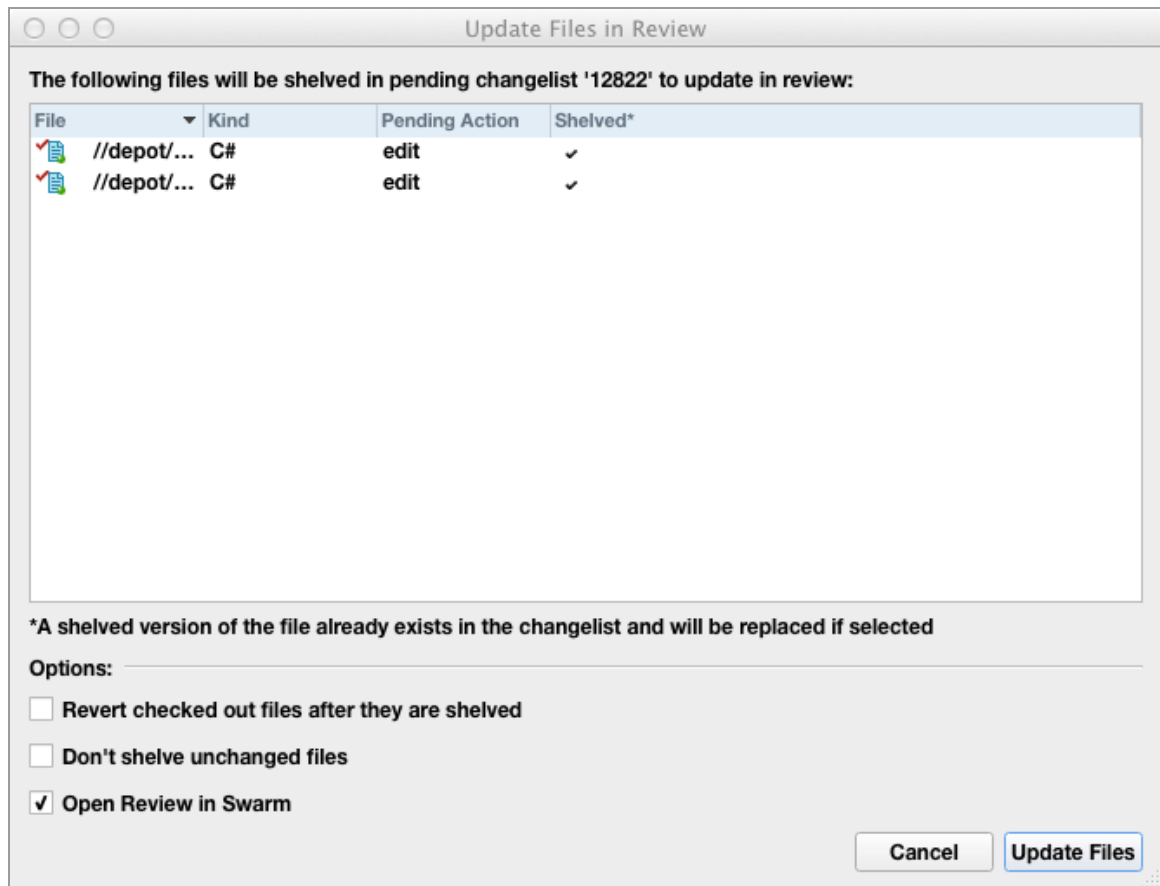 Update Files in Review
The following files will be shelved in pending changelist '12822' to update in review:
File Kind Pending Action Shelved*
//depot/... C# edit
//depot/... C# edit
*A shelved version of the file already exists in the changelist and will be replaced if selected
Options:
Revert checked out files after they are shelved
Don't shelve unchanged files
Open Review in Swarm
Cancel Update Files